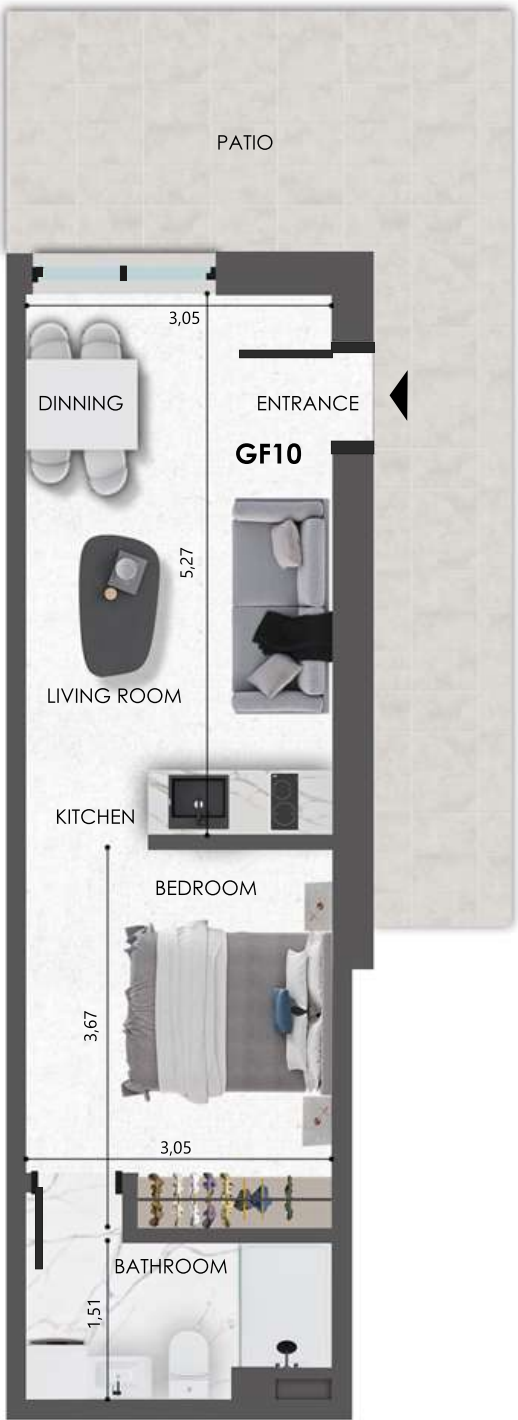 PATIO
3,05
DINNING
ENTRANCE
GF10
5,27
LIVING ROOM
KITCHEN
BEDROOM
3,67
3,05
BATHROOM
1,51